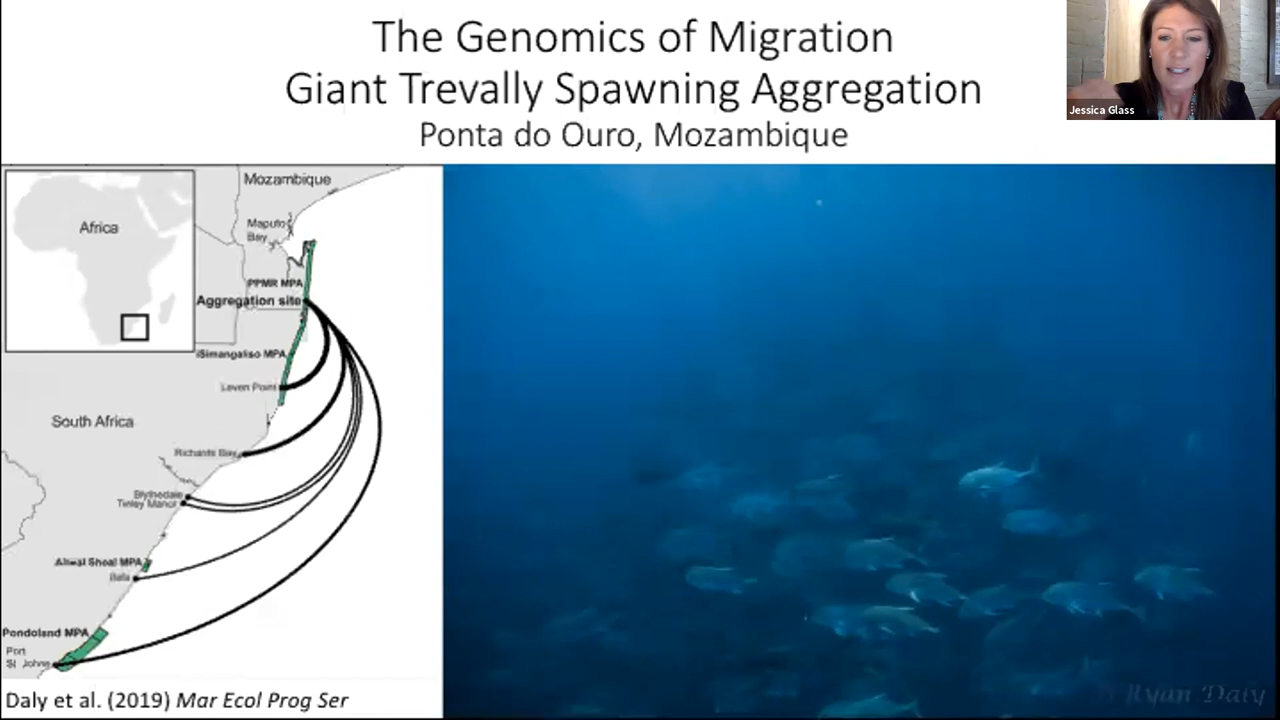 The Genomics of Migration
Giant Trevally Spawning Aggregation
Ponta do Ouro, Mozambique
Jessica Glass
Mozambique
Africa
Maputo
Bay
PPMR MPA
Aggregation site
iSimangaliso MPA
Leven Point
South Africa
Richards Bay
Blythedale
Tinley Manor
Aliwal Shoal MPA
Pondoland MPA
Port
St Johns
Daly et al. (2019) Mar Ecol Prog Ser
Ryan Daly